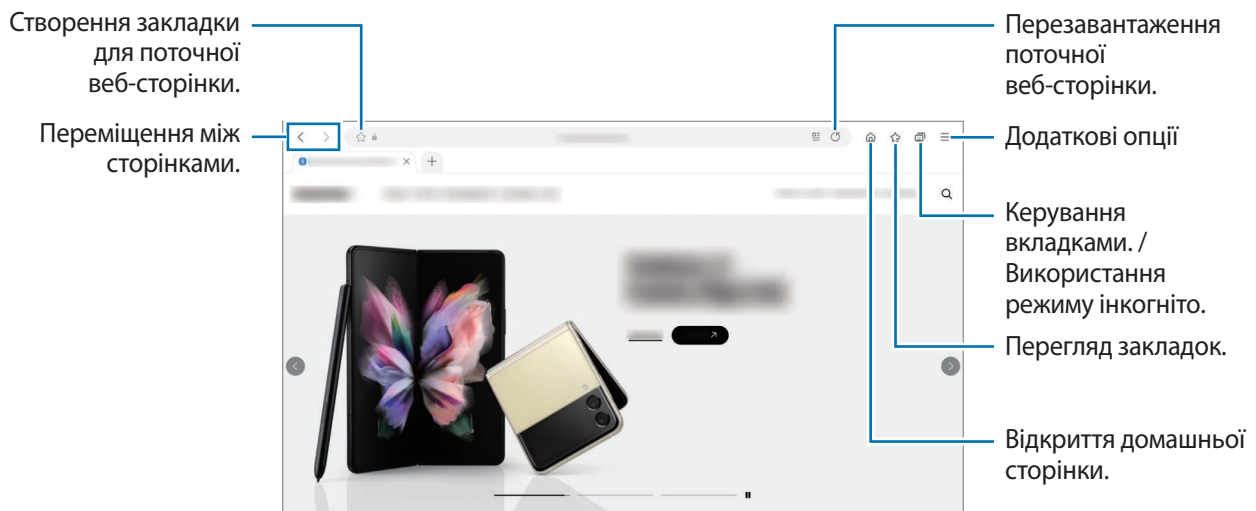 Створення закладки
для поточної
веб-сторінки.
Переміщення між
сторінками.
Перезавантаження
поточної
веб-сторінки.
Додаткові опції
Керування
вкладками. /
Використання
режиму інкогніто.
Перегляд закладок.
Відкриття домашньої
сторінки.